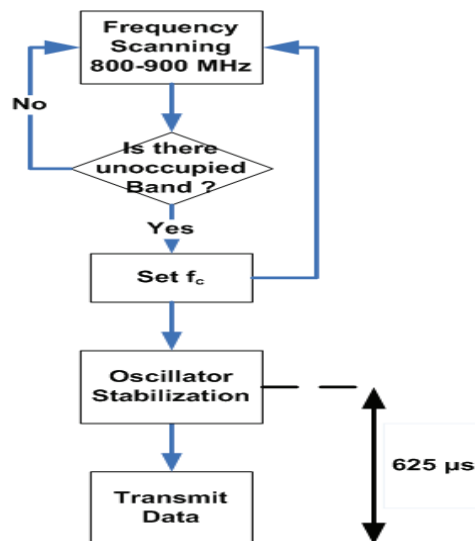 Frequency
Scanning
800-900 MHz
No
Is there
unoccupied
Band ?
Yes
Set fc
Oscillator
Stabilization
625 µs
Transmit
Data